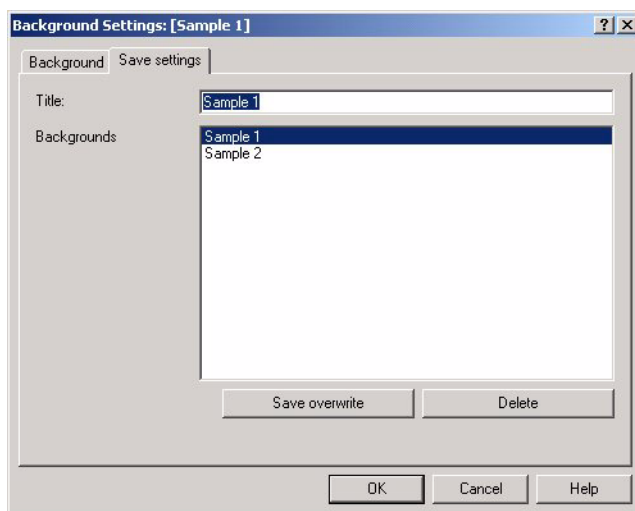 Background Settings: [Sample 1]
Background Save settings
Title: Sample 1
Backgrounds Sample 1
Sample 2
Save overwrite Delete
OK Cancel Help